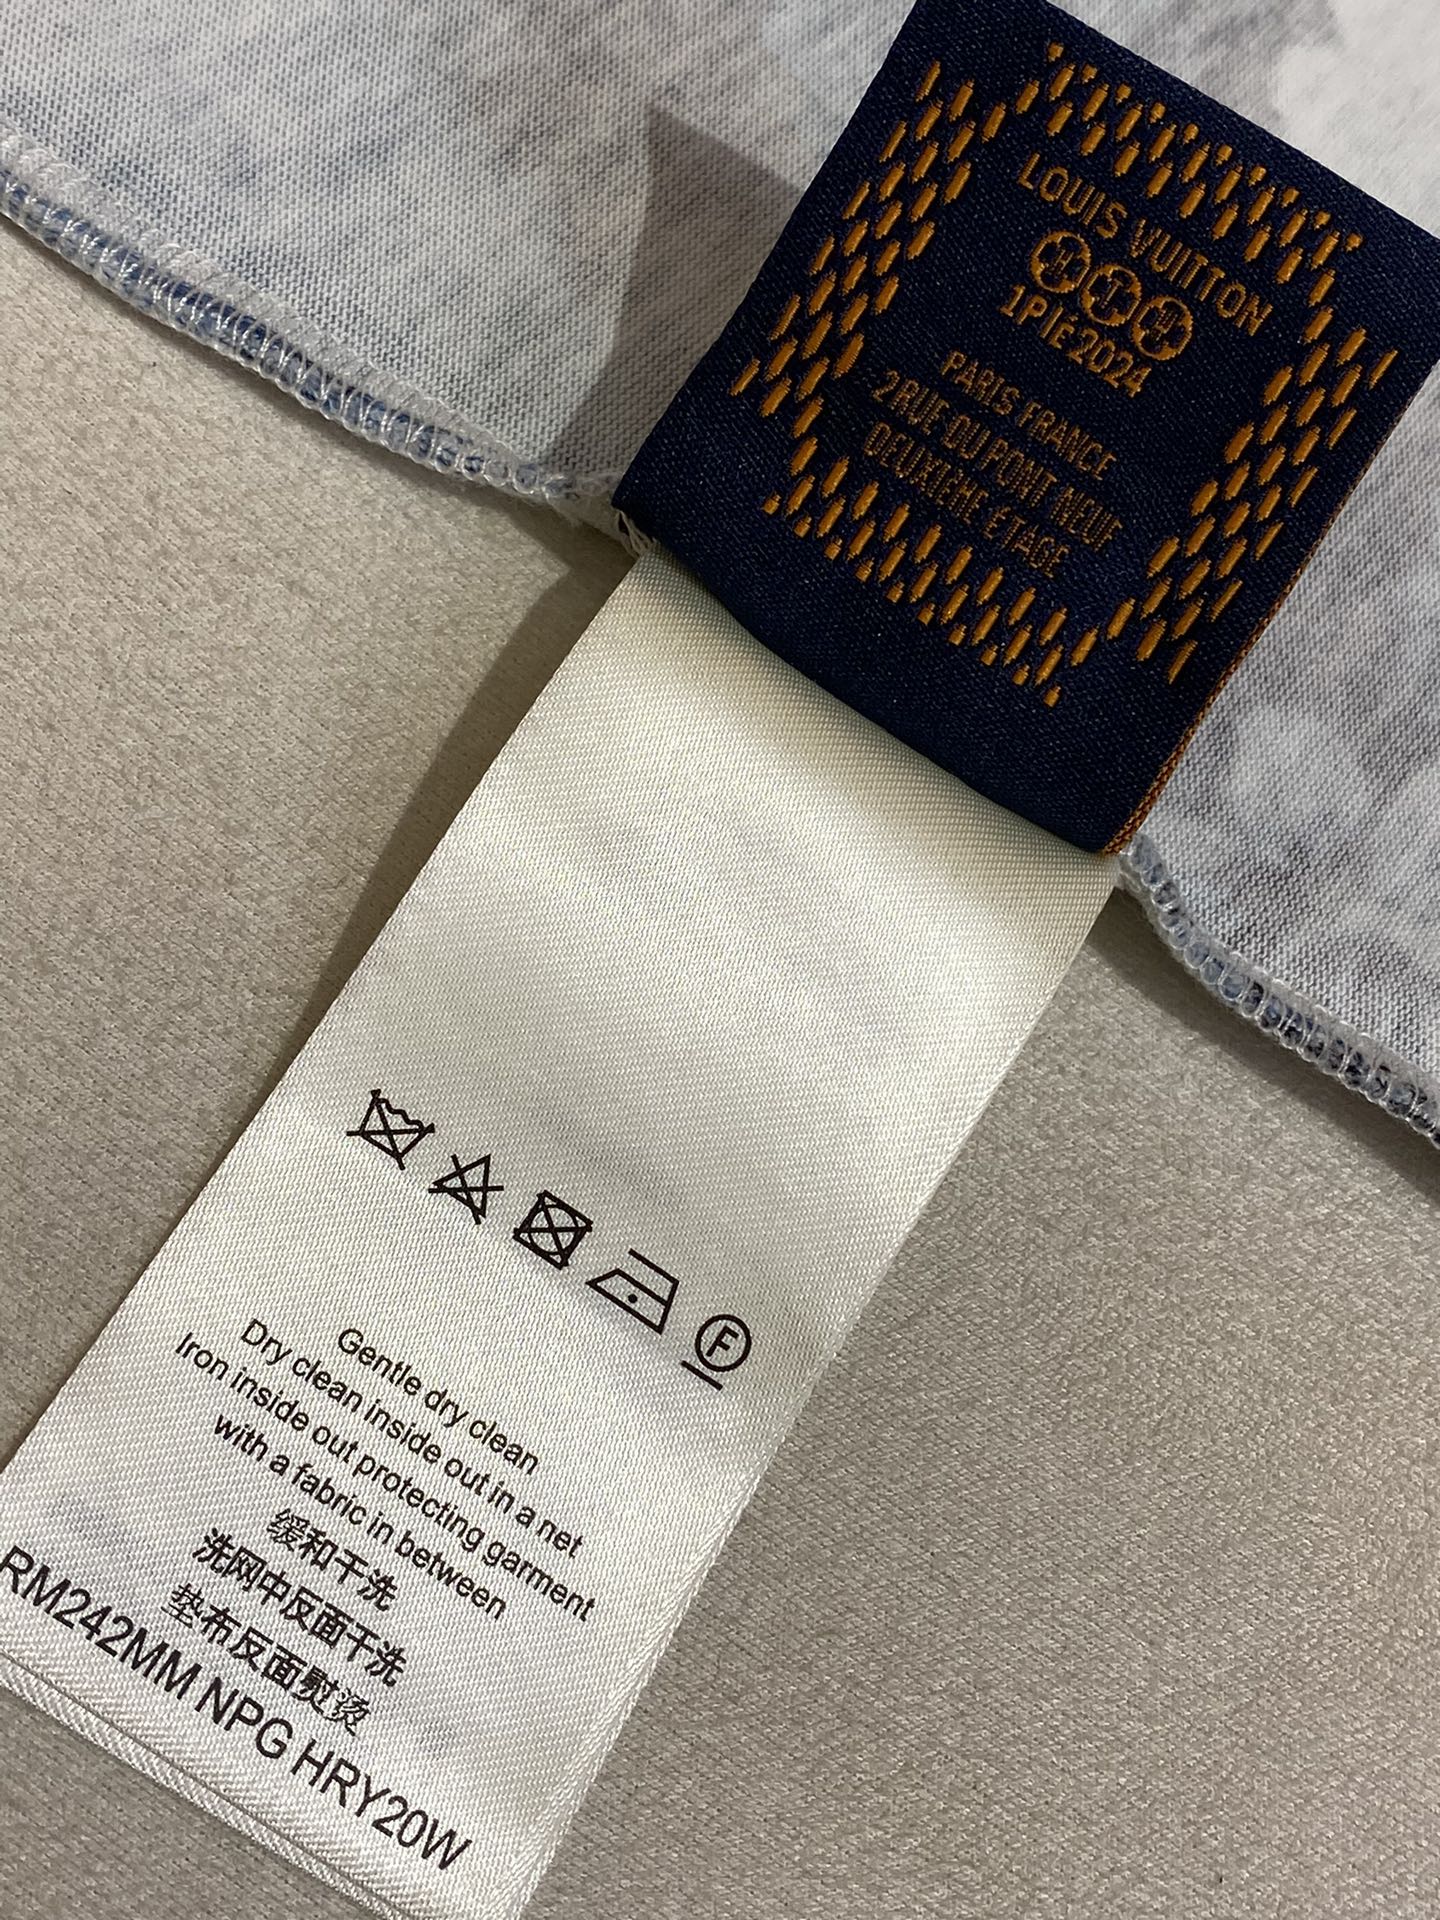 LOUIS VUITTON
1PIÉ2024
PARIS FRANCE
2 RUE DU PONT NEUF
DEUXIÈME ETAGE
F
Gentle dry clean
Dry clean inside out in a net
Iron inside out protecting garment
with a fabric in between
缓和干洗
洗网中反面干洗
垫布反面熨烫
RM242MM NPG HRY20W